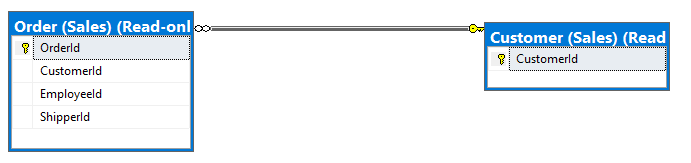 Order (Sales) (Read-onl
OrderId
CustomerId
EmployeeId
ShipperId
Customer (Sales) (Read
CustomerId